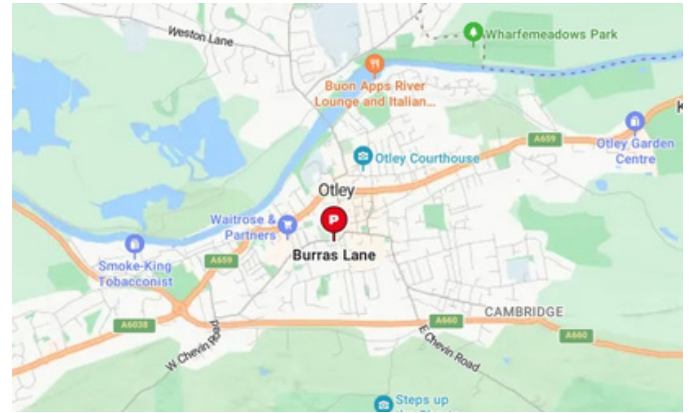 Weston Lane
Wharfemeadows Park
Buon Apps River
Lounge and Italian...
A659
Otley Garden
Centre
Otley Courthouse
Otley
Waitrose &
Partners
P
Burras Lane
Smoke-King
Tobacconist
A659
CAMBRIDGE
A6038
A660
A660
W Chevin Road
E Chevin Road
Steps up